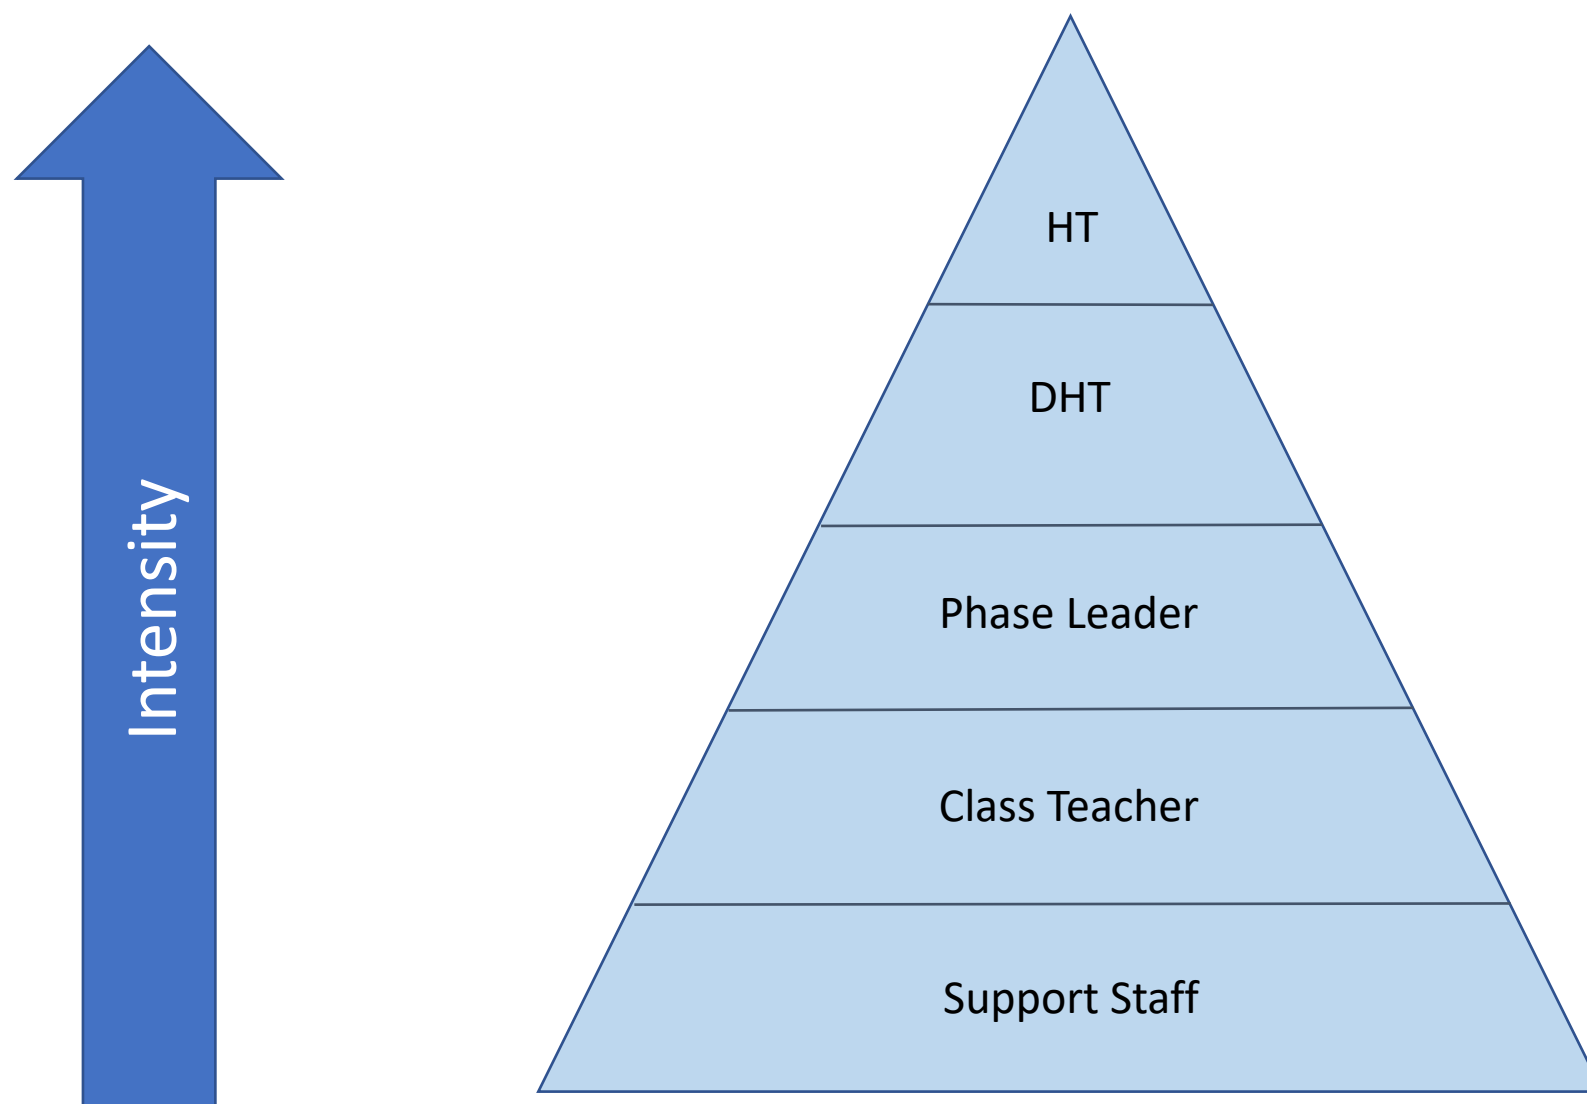 Intensity
HT
DHT
Phase Leader
Class Teacher
Support Staff